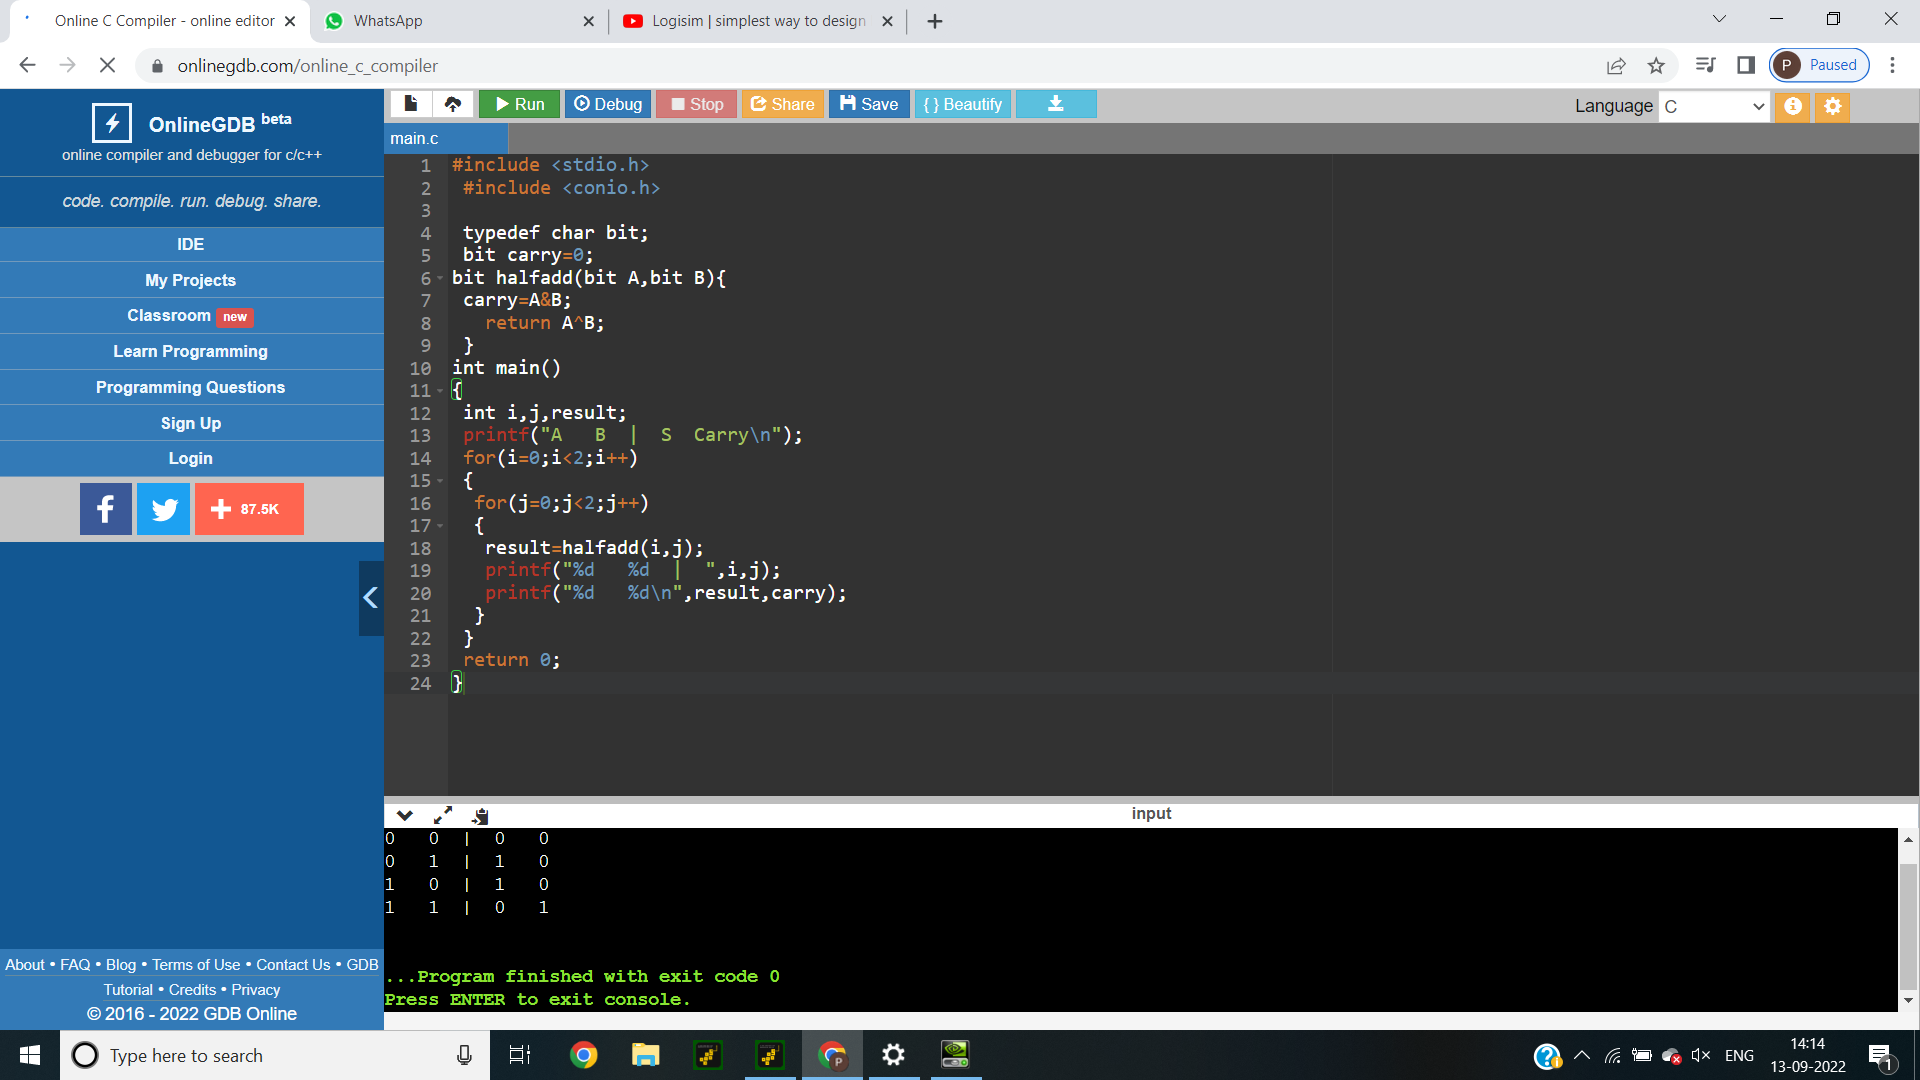 Online C Compiler - online editor
WhatsApp
Logisim | simplest way to design
onlinegdb.com/online_c_compiler
P Paused
OnlineGDB beta
online compiler and debugger for c/c++
code. compile. run. debug. share.
IDE
My Projects
Classroom new
Learn Programming
Programming Questions
Sign Up
Login
87.5K
About • FAQ • Blog • Terms of Use • Contact Us • GDB
Tutorial • Credits • Privacy
© 2016 - 2022 GDB Online
Run Debug Stop Share Save {} Beautify
Language C
main.c
1 #include <stdio.h>
2 #include <conio.h>
3
4 typedef char bit;
5 bit carry=0;
6 bit halfadd(bit A,bit B){
7 carry=A&B;
8 return A^B;
9 }
10 int main()
11 {
12 int i,j,result;
13 printf("A   B  |  S  Carry\n");
14 for(i=0;i<2;i++)
15 {
16 for(j=0;j<2;j++)
17 {
18 result=halfadd(i,j);
19 printf("%d   %d  |  ",i,j);
20 printf("%d   %d\n",result,carry);
21 }
22 }
23 return 0;
24 }
input
0   0  |  0   0
0   1  |  1   0
1   0  |  1   0
1   1  |  0   1
...Program finished with exit code 0
Press ENTER to exit console.
Type here to search
ENG
14:14
13-09-2022
1